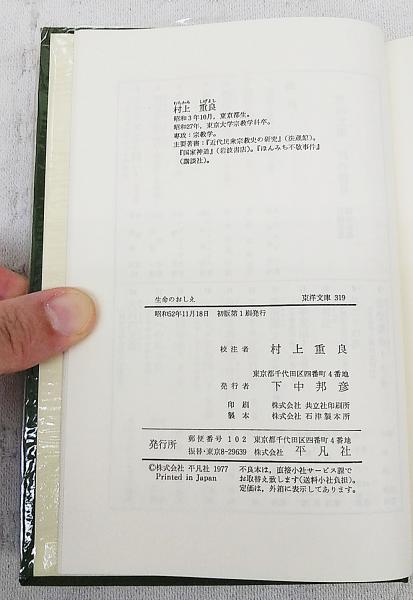 むらかみ しげよし
村上 重良
昭和3年10月，東京都生。
昭和27年，東京大学宗教学科卒。
専攻：宗教学。
主要著書：『近代民衆宗教史の研究』(法蔵館)，
『国家神道』(岩波書店)，『ほんみち不敬事件』
(講談社)。
生命のおしえ 東洋文庫 319
昭和52年11月18日 初版第1刷発行
校注者 村上重良
東京都千代田区四番町4番地
発行者 下中邦彦
印刷 株式会社 共立社印刷所
製本 株式会社 石津製本所
発行所 郵便番号 102 東京都千代田区四番町4番地
振替・東京8-29639 株式会社 平凡社
©株式会社 平凡社 1977 不良本は，直接小社サービス課で
Printed in Japan お取替え致します(送料小社負担)。
定価は，外箱に表示してあります。